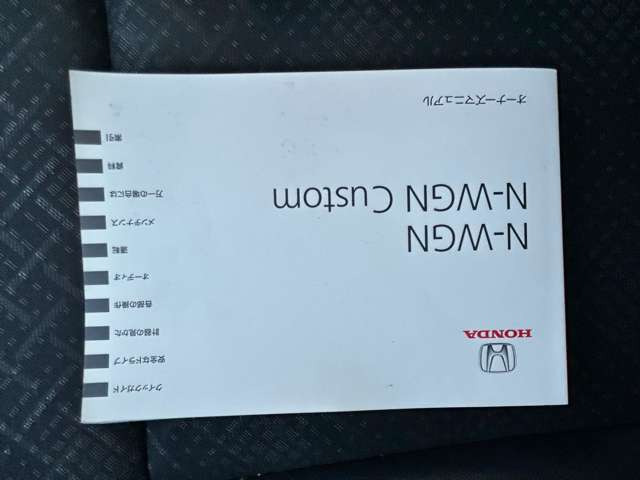 HONDA
N-WGN
N-WGN Custom
オーナーズマニュアル
クイックガイド
安全なドライブ
計器の見かた
各部の操作
オーディオ
運転
メンテナンス
万一の場合には
資料
索引